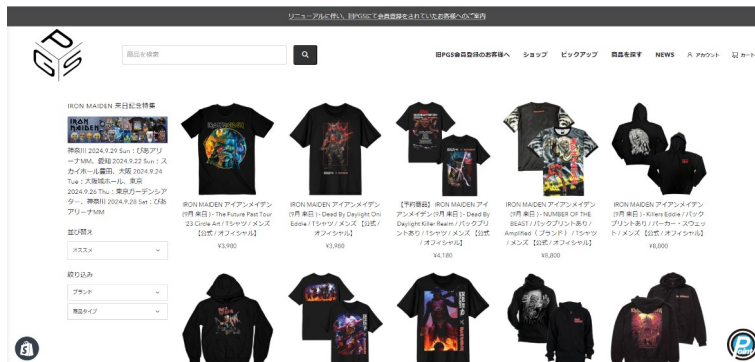 リニューアルに伴い、旧PGSにて会員登録をされていたお客様へのご案内
PGS
商品を検索
旧PGS会員登録のお客様へ ショップ ピックアップ 商品を探す NEWS アカウント カート
IRON MAIDEN 来日記念特集
IRON MAIDEN
神奈川 2024.9.29 Sun：ぴあアリ
ーナMM、愛知 2024.9.22 Sun：ス
カイホール豊田、大阪 2024.9.24
Tue：大阪城ホール、東京
2024.9.26 Thu：東京ガーデンシア
ター、神奈川 2024.9.28 Sat：ぴあ
アリーナMM
並び替え
オススメ
絞り込み
ブランド
商品タイプ
IRON MAIDEN アイアンメイデン
(9月 来日 ) - The Future Past Tour
'23 Circle Art / Tシャツ / メンズ
【公式 / オフィシャル】
¥3,980
IRON MAIDEN アイアンメイデン
(9月 来日 ) - Dead By Daylight Oni
Eddie / Tシャツ / メンズ 【公式 /
オフィシャル】
¥3,980
【予約商品】 IRON MAIDEN アイ
アンメイデン (9月 来日 ) - Dead By
Daylight Killer Realm / バックプリ
ントあり / Tシャツ / メンズ 【公式
/ オフィシャル】
¥4,180
IRON MAIDEN アイアンメイデン
(9月 来日 ) - NUMBER OF THE
BEAST / バックプリントあり /
Amplified（ ブランド ） / Tシャツ
/ メンズ 【公式 / オフィシャル】
¥8,800
IRON MAIDEN アイアンメイデン
(9月 来日 ) - Killers Eddie / バック
プリントあり / パーカー・スウェッ
ト / メンズ 【公式 / オフィシャル】
¥8,800
Point